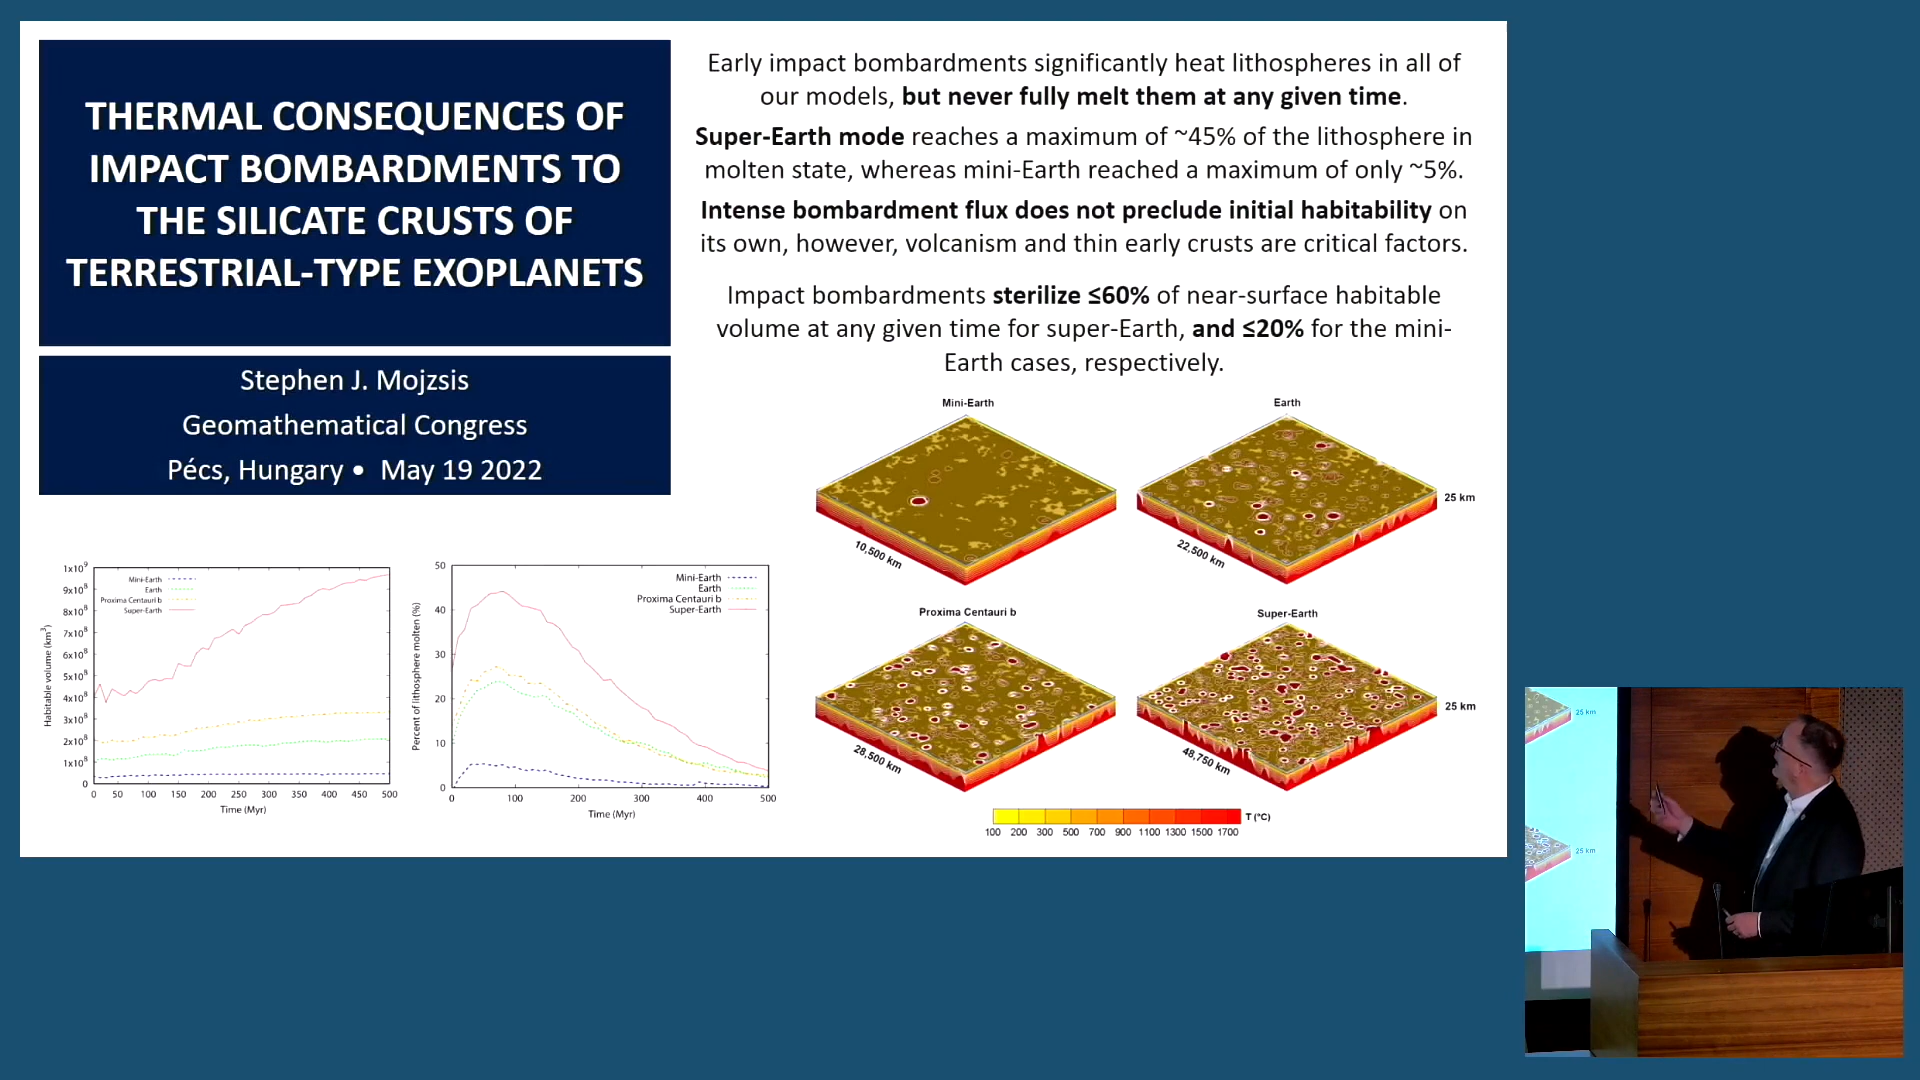 THERMAL CONSEQUENCES OF
IMPACT BOMBARDMENTS TO
THE SILICATE CRUSTS OF
TERRESTRIAL-TYPE EXOPLANETS
Stephen J. Mojzsis
Geomathematical Congress
Pécs, Hungary • May 19 2022
Early impact bombardments significantly heat lithospheres in all of
our models, but never fully melt them at any given time.
Super-Earth mode reaches a maximum of ~45% of the lithosphere in
molten state, whereas mini-Earth reached a maximum of only ~5%.
Intense bombardment flux does not preclude initial habitability on
its own, however, volcanism and thin early crusts are critical factors.
Impact bombardments sterilize ≤60% of near-surface habitable
volume at any given time for super-Earth, and ≤20% for the mini-
Earth cases, respectively.
Habitable volume (km³)
1x10⁹
9x10⁸
8x10⁸
7x10⁸
6x10⁸
5x10⁸
4x10⁸
3x10⁸
2x10⁸
1x10⁸
0
Mini-Earth
Earth
Proxima Centauri b
Super-Earth
0 50 100 150 200 250 300 350 400 450 500
Time (Myr)
Percent of lithosphere molten (%)
50
40
30
20
10
0
Mini-Earth
Earth
Proxima Centauri b
Super-Earth
0 100 200 300 400 500
Time (Myr)
Mini-Earth
10,500 km
Earth
22,500 km
25 km
Proxima Centauri b
28,500 km
Super-Earth
48,750 km
25 km
T (°C)
100 200 300 500 700 900 1100 1300 1500 1700
25 km
25 km